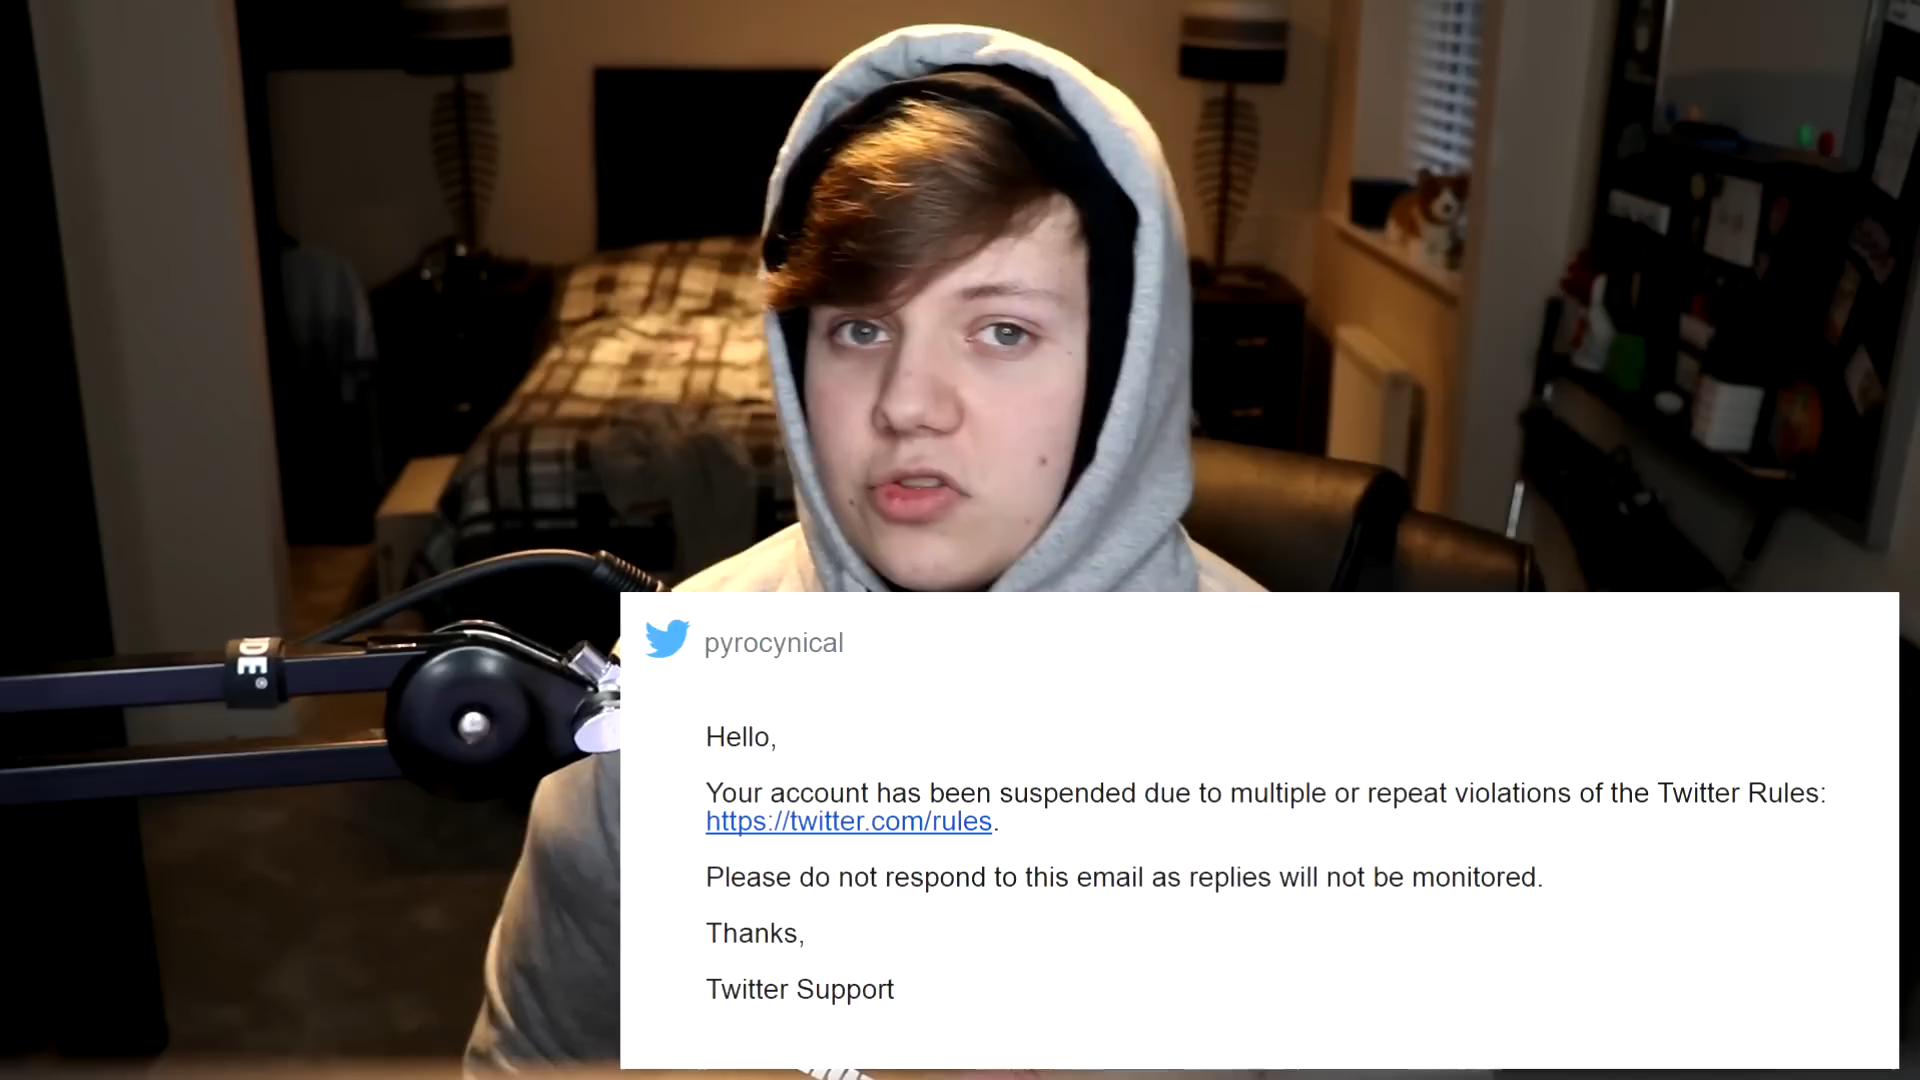 pyrocynical
Hello,
Your account has been suspended due to multiple or repeat violations of the Twitter Rules:
https://twitter.com/rules.
Please do not respond to this email as replies will not be monitored.
Thanks,
Twitter Support